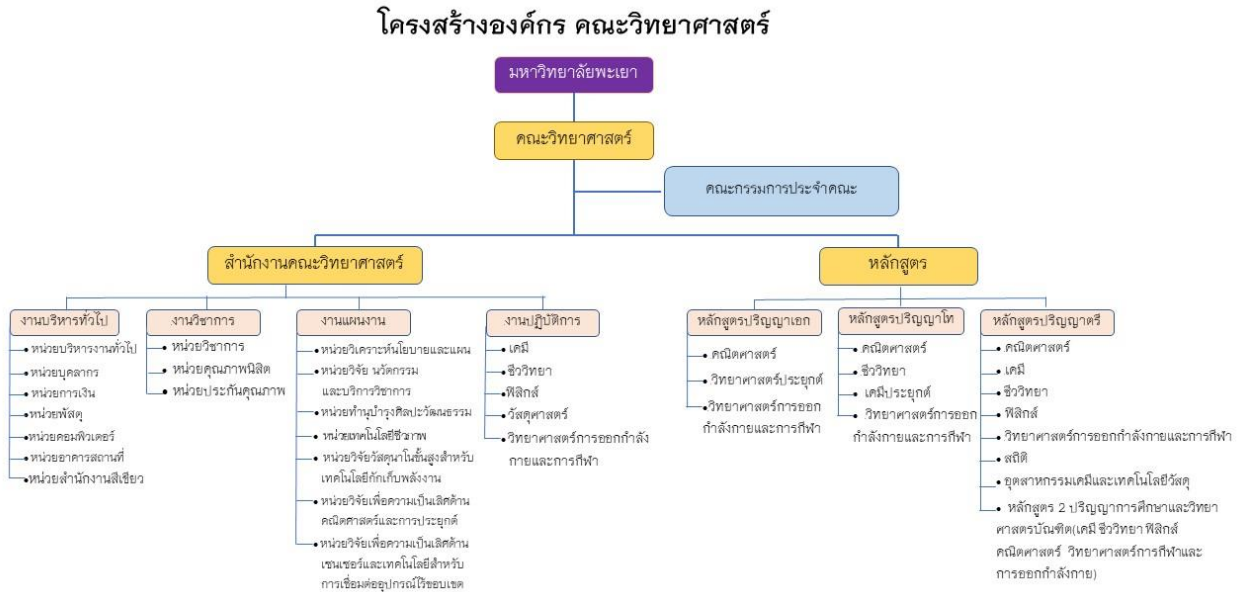 โครงสร้างองค์กร คณะวิทยาศาสตร์
มหาวิทยาลัยพะเยา
คณะวิทยาศาสตร์
คณะกรรมการประจำคณะ
สำนักงานคณะวิทยาศาสตร์
หลักสูตร
งานบริหารทั่วไป
• หน่วยบริหารงานทั่วไป
• หน่วยบุคลากร
• หน่วยการเงิน
• หน่วยพัสดุ
• หน่วยคอมพิวเตอร์
• หน่วยอาคารสถานที่
• หน่วยสำนักงานสีเขียว
งานวิชาการ
• หน่วยวิชาการ
• หน่วยคุณภาพนิสิต
• หน่วยประกันคุณภาพ
งานแผนงาน
• หน่วยวิเคราะห์นโยบายและแผน
• หน่วยวิจัย นวัตกรรม
และบริการวิชาการ
• หน่วยทำนุบำรุงศิลปะวัฒนธรรม
• หน่วยเทคโนโลยีชีวภาพ
• หน่วยวิจัยวัสดุนาโนขั้นสูงสำหรับ
เทคโนโลยีกักเก็บพลังงาน
• หน่วยวิจัยเพื่อความเป็นเลิศด้าน
คณิตศาสตร์และการประยุกต์
• หน่วยวิจัยเพื่อความเป็นเลิศด้าน
เซนเซอร์และเทคโนโลยีสำหรับ
การเชื่อมต่ออุปกรณ์ไร้ขอบเขต
งานปฏิบัติการ
• เคมี
• ชีววิทยา
• ฟิสิกส์
• วัสดุศาสตร์
• วิทยาศาสตร์การออกกำลัง
กายและการกีฬา
หลักสูตรปริญญาเอก
• คณิตศาสตร์
• วิทยาศาสตร์ประยุกต์
• วิทยาศาสตร์การออก
กำลังกายและการกีฬา
หลักสูตรปริญญาโท
• คณิตศาสตร์
• ชีววิทยา
• เคมีประยุกต์
• วิทยาศาสตร์การออก
กำลังกายและการกีฬา
หลักสูตรปริญญาตรี
• คณิตศาสตร์
• เคมี
• ชีววิทยา
• ฟิสิกส์
• วิทยาศาสตร์การออกกำลังกายและการกีฬา
• สถิติ
• อุตสาหกรรมเคมีและเทคโนโลยีวัสดุ
• หลักสูตร 2 ปริญญาการศึกษาและวิทยา
ศาสตรบัณฑิต(เคมี ชีววิทยา ฟิสิกส์
คณิตศาสตร์ วิทยาศาสตร์การกีฬาและ
การออกกำลังกาย)